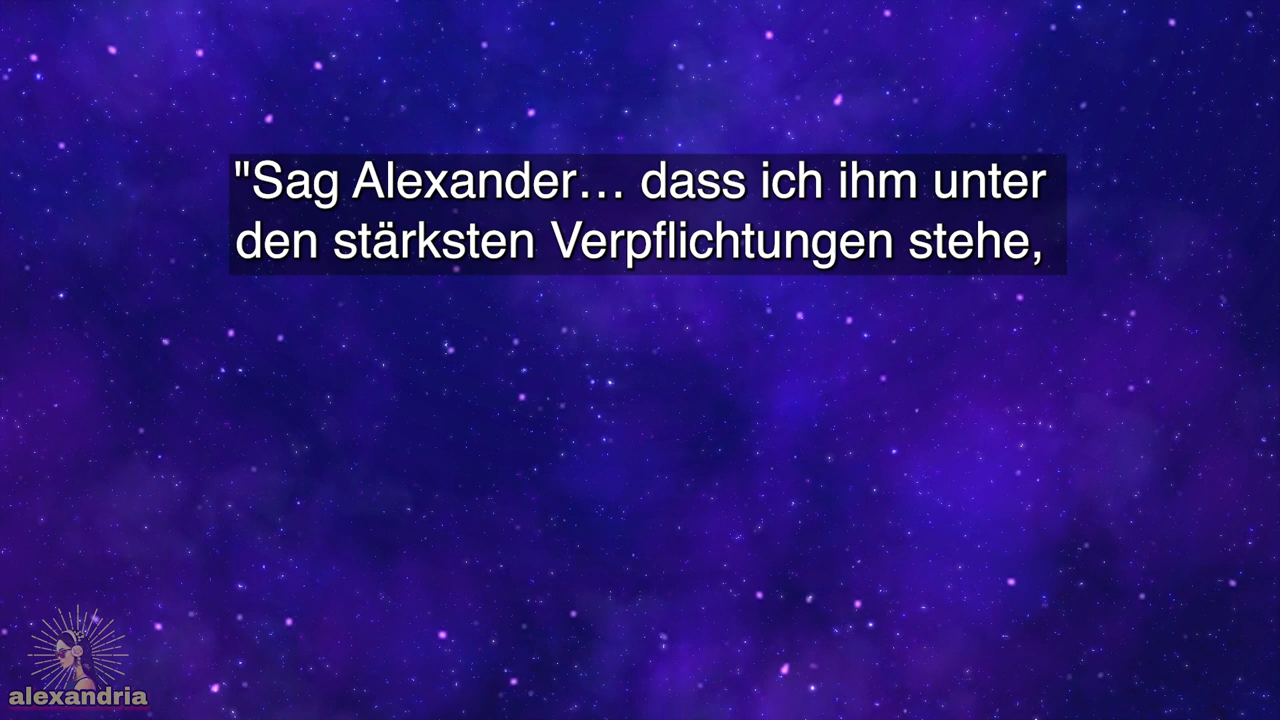 "Sag Alexander… dass ich ihm unter
den stärksten Verpflichtungen stehe,
alexandria